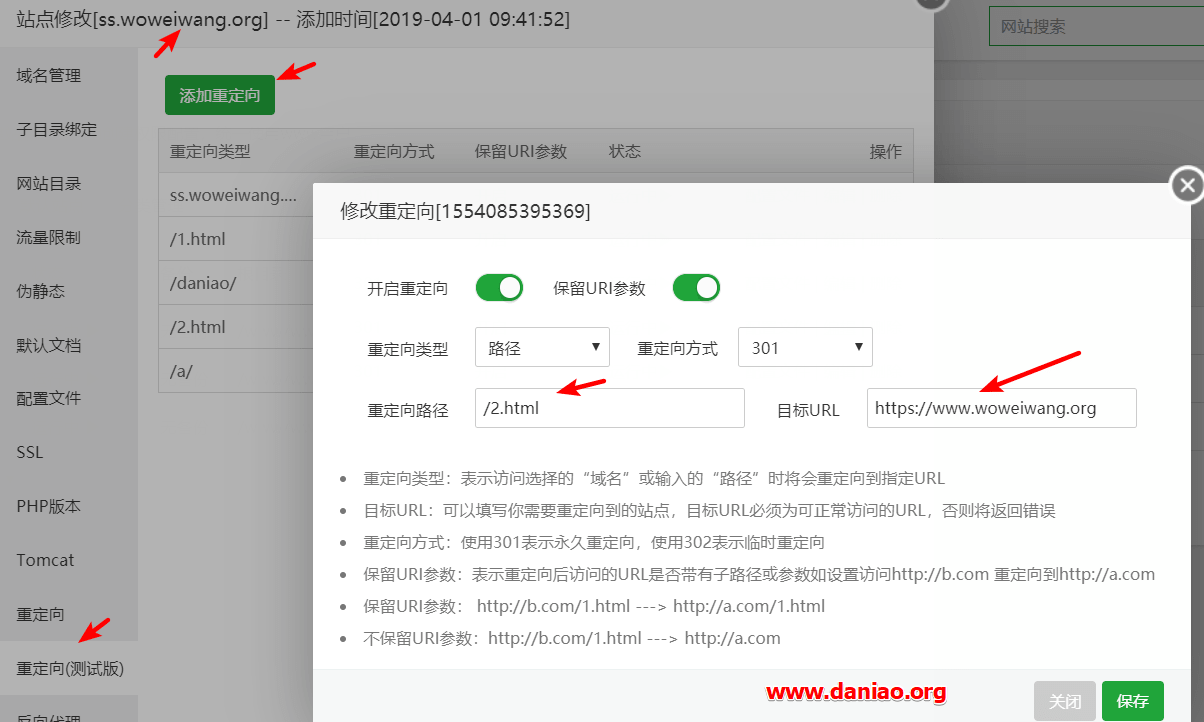 站点修改[ss.woweiwang.org] -- 添加时间[2019-04-01 09:41:52]
网站搜索
域名管理
子目录绑定
网站目录
流量限制
伪静态
默认文档
配置文件
SSL
PHP版本
Tomcat
重定向
重定向(测试版)
反向代理
添加重定向
重定向类型 重定向方式 保留URI参数 状态 操作
ss.woweiwang....
/1.html
/daniao/
/2.html
/a/
修改重定向[1554085395369]
开启重定向 保留URI参数
重定向类型 路径 重定向方式 301
重定向路径 /2.html 目标URL https://www.woweiwang.org
重定向类型：表示访问选择的“域名”或输入的“路径”时将会重定向到指定URL
目标URL：可以填写你需要重定向到的站点，目标URL必须为可正常访问的URL，否则将返回错误
重定向方式：使用301表示永久重定向，使用302表示临时重定向
保留URI参数：表示重定向后访问的URL是否带有子路径或参数如设置访问http://b.com 重定向到http://a.com
保留URI参数： http://b.com/1.html ---> http://a.com/1.html
不保留URI参数：http://b.com/1.html ---> http://a.com
www.daniao.org
关闭 保存